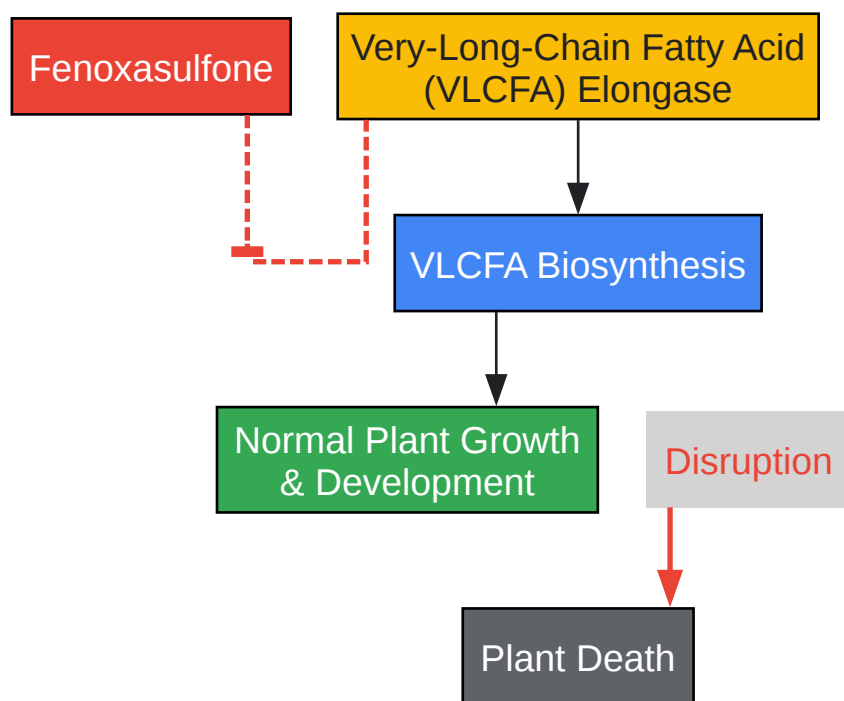 Fenoxasulfone
Very-Long-Chain Fatty Acid
(VLCFA) Elongase
VLCFA Biosynthesis
Normal Plant Growth
& Development
Disruption
Plant Death